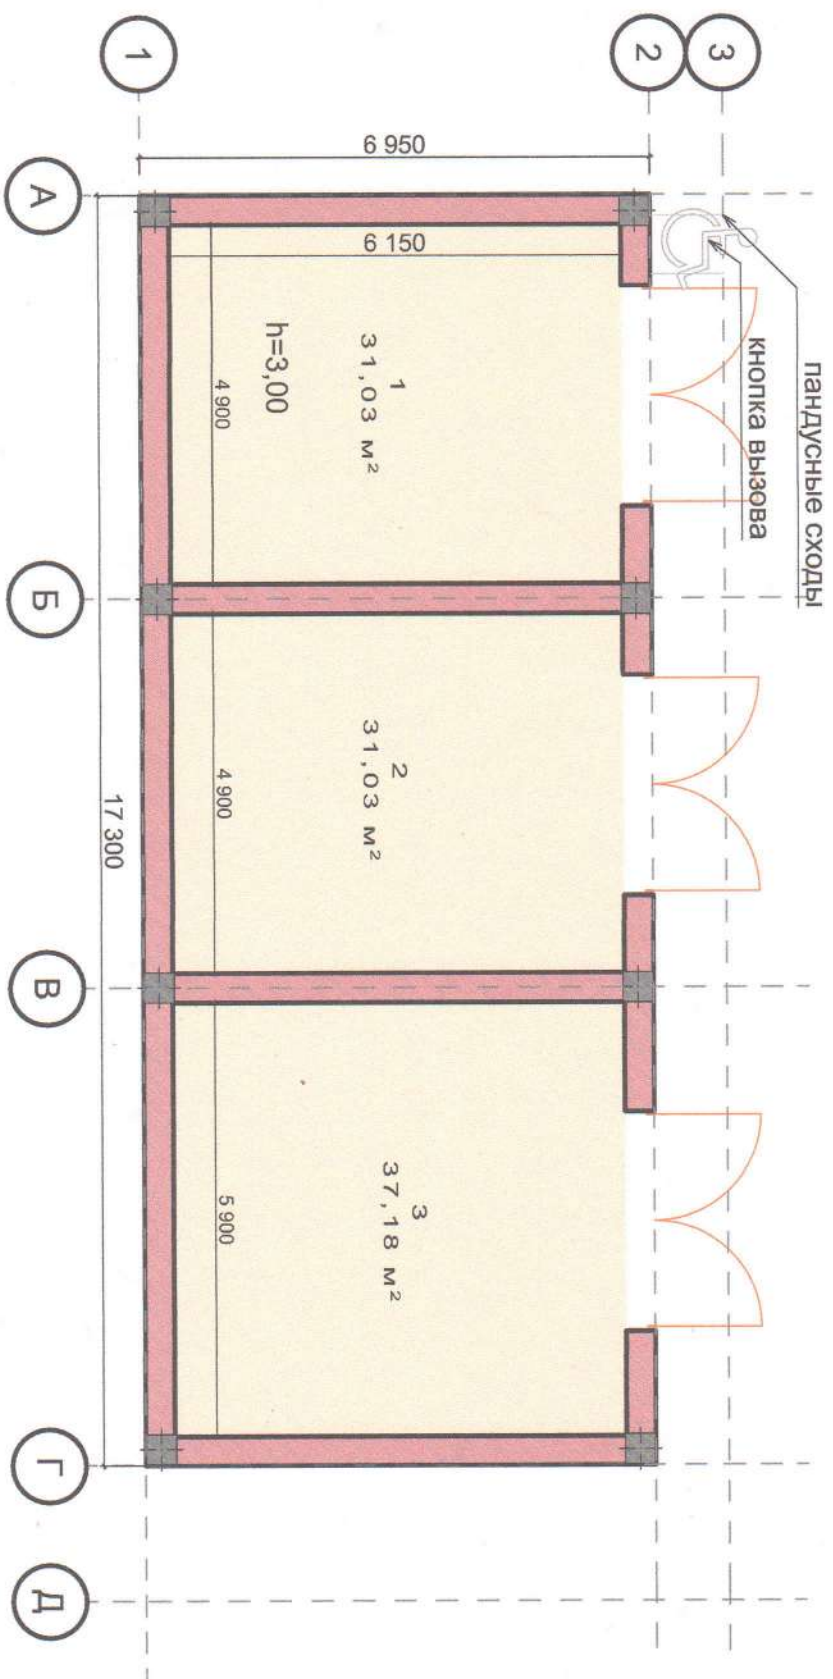 1
2
3
6 950
А
6 150
пандусные сходы
кнопка вызова
1
31,03 м²
h=3,00
4 900
Б
2
31,03 м²
4 900
17 300
В
3
37,18 м²
5 900
Г
Д